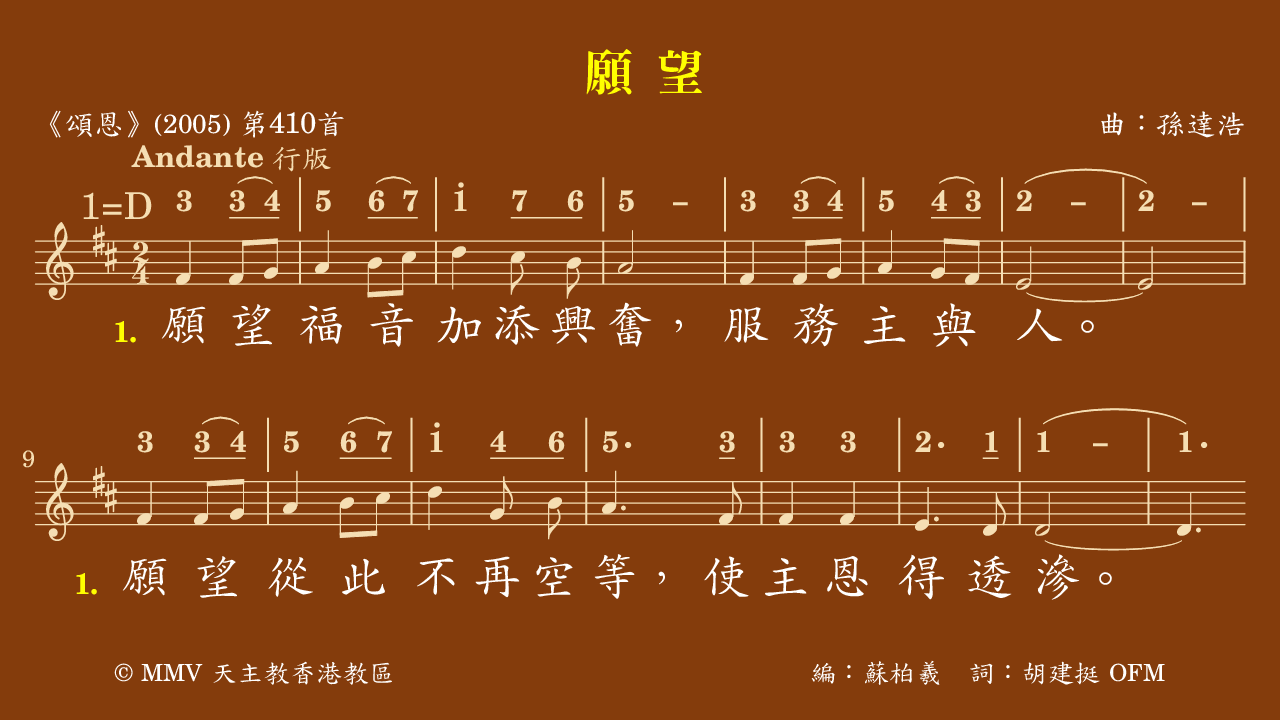 願望
《頌恩》(2005) 第410首
曲：孫達浩
Andante 行版
1=D 3 3 4 5 6 7 1̇ 7 6 5 – 3 3 4 5 4 3 2 – 2 –
2
4
1. 願望福音加添興奮，服務主與人。
9 3 3 4 5 6 7 1̇ 4 6 5. 3 3 3 2. 1 1 – 1.
1. 願望從此不再空等，使主恩得透滲。
© MMV 天主教香港教區
編：蘇柏羲 詞：胡建挺 OFM